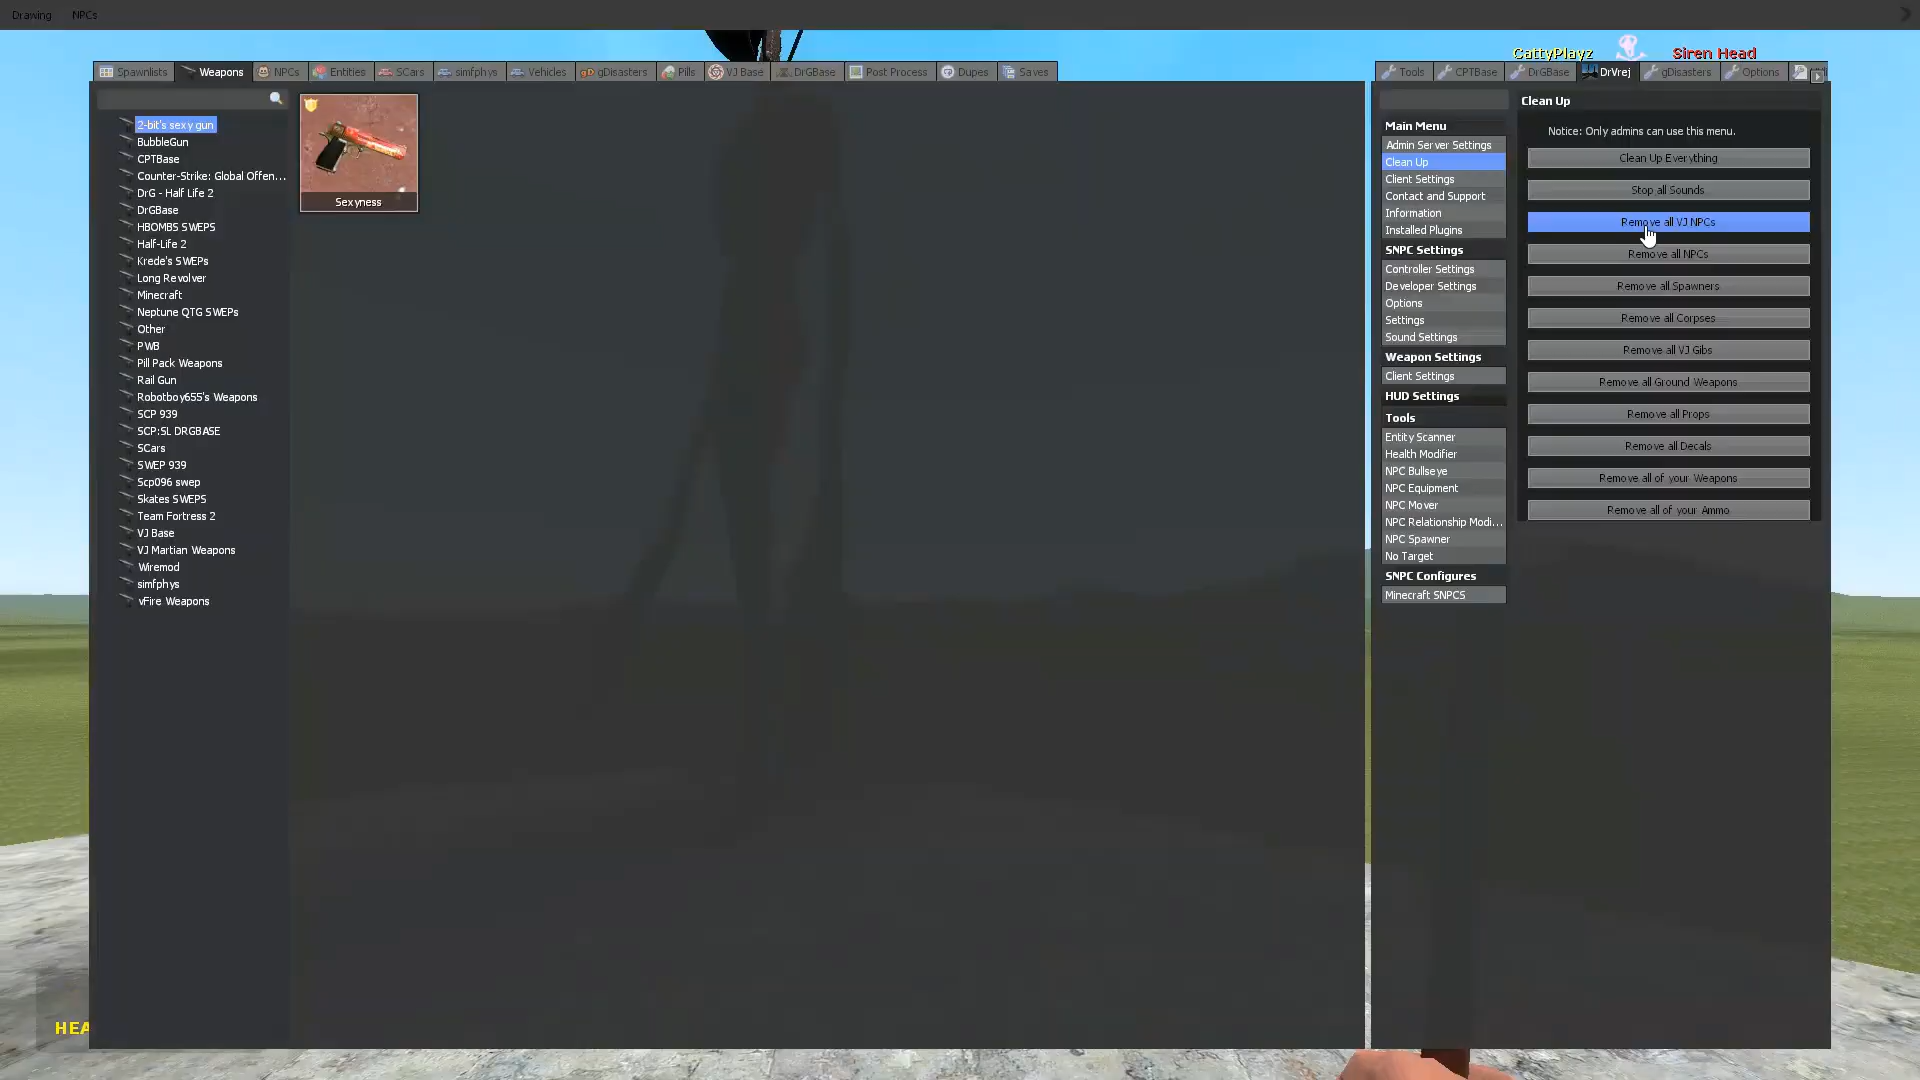 Drawing NPCs
CattyPlayz Siren Head
Spawnlists Weapons NPCs Entities SCars simfphys Vehicles gDisasters Pills VJ Base DrGBase Post Process Dupes Saves
Tools CPTBase DrGBase DrVrej gDisasters Options
2-bit's sexy gun
BubbleGun
CPTBase
Counter-Strike: Global Offen...
DrG - Half Life 2
DrGBase
HBOMBS SWEPS
Half-Life 2
Krede's SWEPs
Long Revolver
Minecraft
Neptune QTG SWEPs
Other
PWB
Pill Pack Weapons
Rail Gun
Robotboy655's Weapons
SCP 939
SCP:SL DRGBASE
SCars
SWEP 939
Scp096 swep
Skates SWEPS
Team Fortress 2
VJ Base
VJ Martian Weapons
Wiremod
simfphys
vFire Weapons
Sexyness
Main Menu
Admin Server Settings
Clean Up
Client Settings
Contact and Support
Information
Installed Plugins
SNPC Settings
Controller Settings
Developer Settings
Options
Settings
Sound Settings
Weapon Settings
Client Settings
HUD Settings
Tools
Entity Scanner
Health Modifier
NPC Bullseye
NPC Equipment
NPC Mover
NPC Relationship Modi...
NPC Spawner
No Target
SNPC Configures
Minecraft SNPCS
Clean Up
Notice: Only admins can use this menu.
Clean Up Everything
Stop all Sounds
Remove all VJ NPCs
Remove all NPCs
Remove all Spawners
Remove all Corpses
Remove all VJ Gibs
Remove all Ground Weapons
Remove all Props
Remove all Decals
Remove all of your Weapons
Remove all of your Ammo
HEA